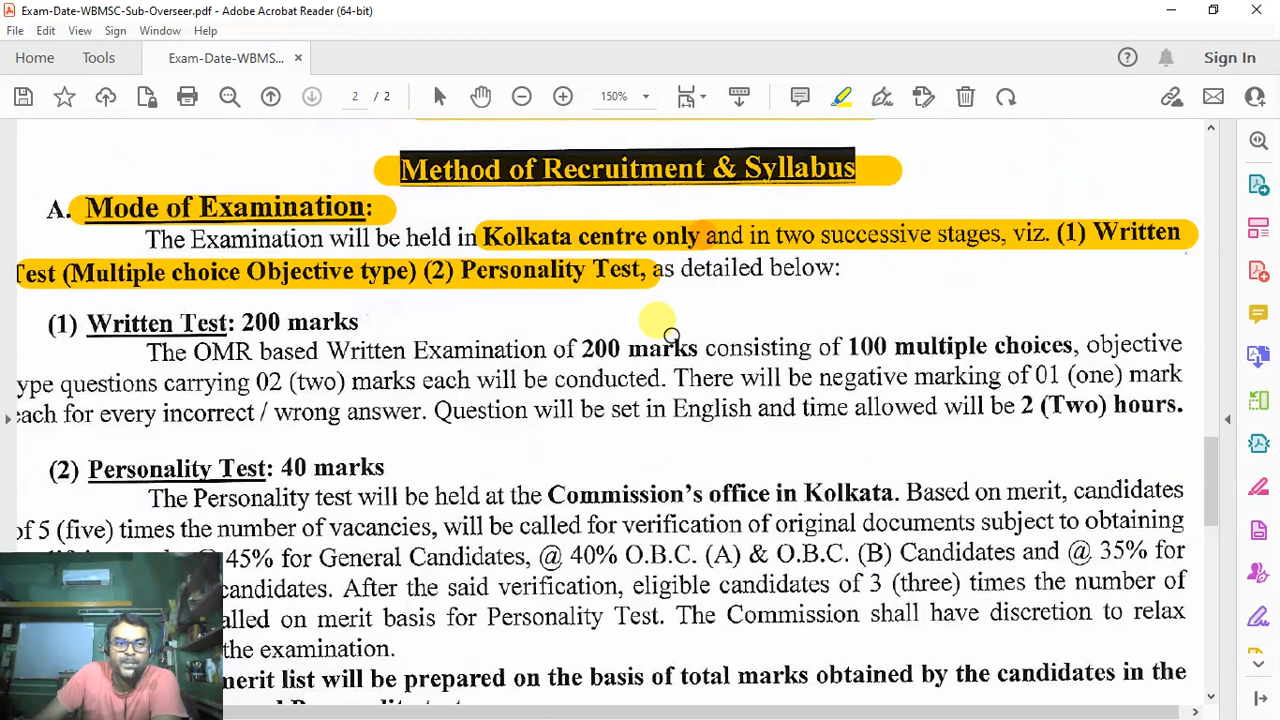 Exam-Date-WBMSC-Sub-Overseer.pdf - Adobe Acrobat Reader (64-bit)
File Edit View Sign Window Help
Home Tools Exam-Date-WBMS... × Sign In
2 / 2 150%
Method of Recruitment & Syllabus
A. Mode of Examination:
The Examination will be held in Kolkata centre only and in two successive stages, viz. (1) Written
Test (Multiple choice Objective type) (2) Personality Test, as detailed below:
(1) Written Test: 200 marks
The OMR based Written Examination of 200 marks consisting of 100 multiple choices, objective
ype questions carrying 02 (two) marks each will be conducted. There will be negative marking of 01 (one) mark
each for every incorrect / wrong answer. Question will be set in English and time allowed will be 2 (Two) hours.
(2) Personality Test: 40 marks
The Personality test will be held at the Commission's office in Kolkata. Based on merit, candidates
of 5 (five) times the number of vacancies, will be called for verification of original documents subject to obtaining
@ 45% for General Candidates, @ 40% O.B.C. (A) & O.B.C. (B) Candidates and @ 35% for
candidates. After the said verification, eligible candidates of 3 (three) times the number of
alled on merit basis for Personality Test. The Commission shall have discretion to relax
the examination.
merit list will be prepared on the basis of total marks obtained by the candidates in the